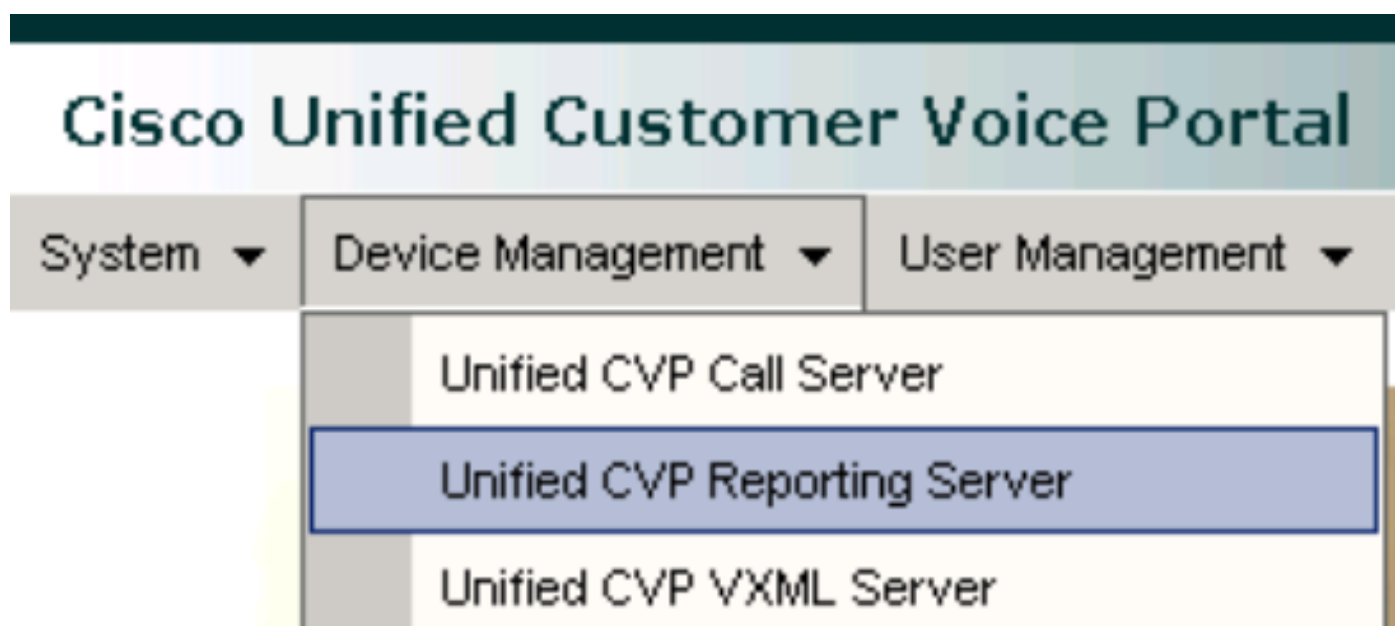 Cisco Unified Customer Voice Portal
System Device Management User Management
Unified CVP Call Server
Unified CVP Reporting Server
Unified CVP VXML Server